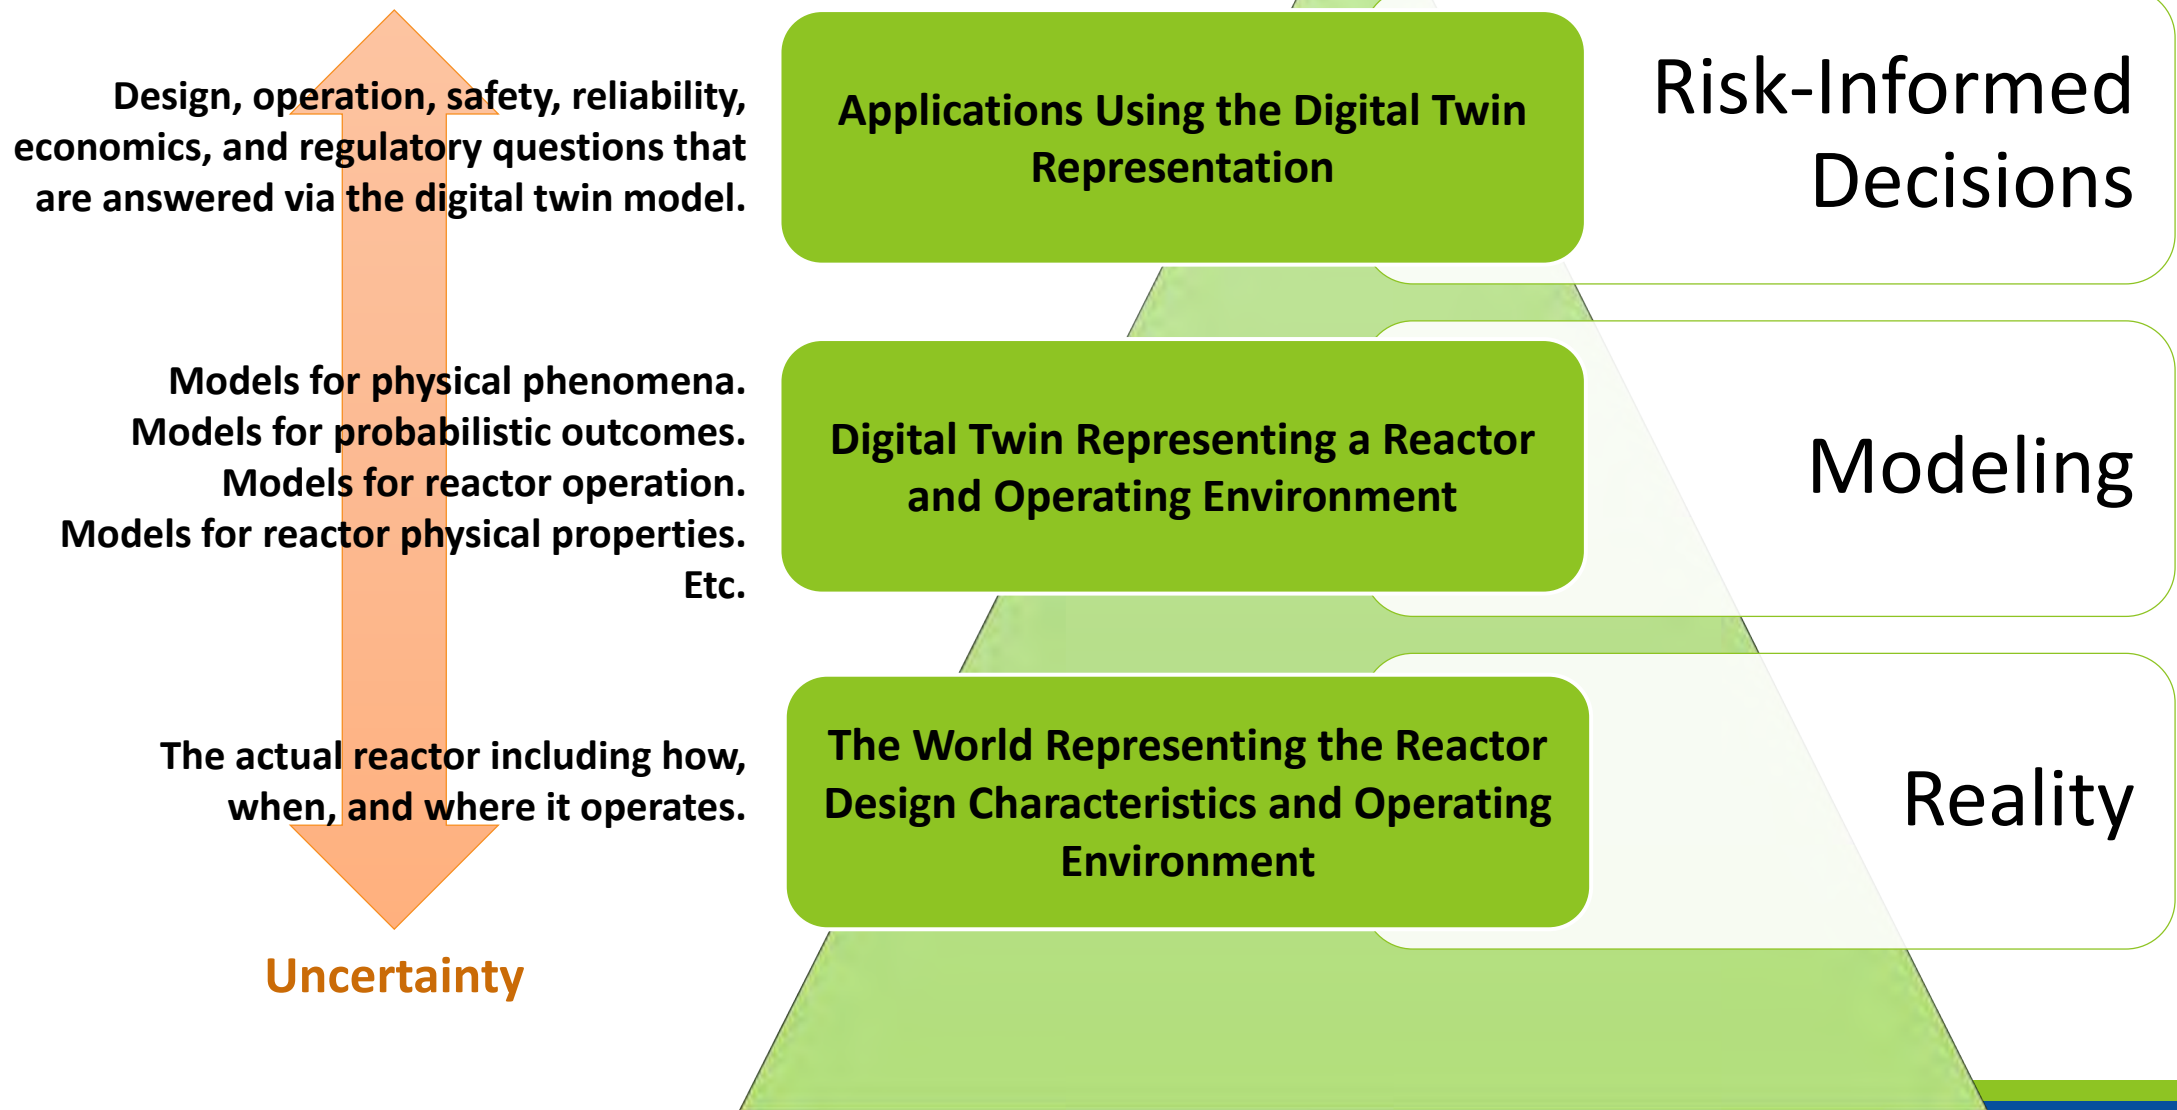 Design, operation, safety, reliability,
economics, and regulatory questions that
are answered via the digital twin model.
Applications Using the Digital Twin
Representation
Risk-Informed
Decisions
Models for physical phenomena.
Models for probabilistic outcomes.
Models for reactor operation.
Models for reactor physical properties.
Etc.
Digital Twin Representing a Reactor
and Operating Environment
Modeling
The actual reactor including how,
when, and where it operates.
The World Representing the Reactor
Design Characteristics and Operating
Environment
Reality
Uncertainty